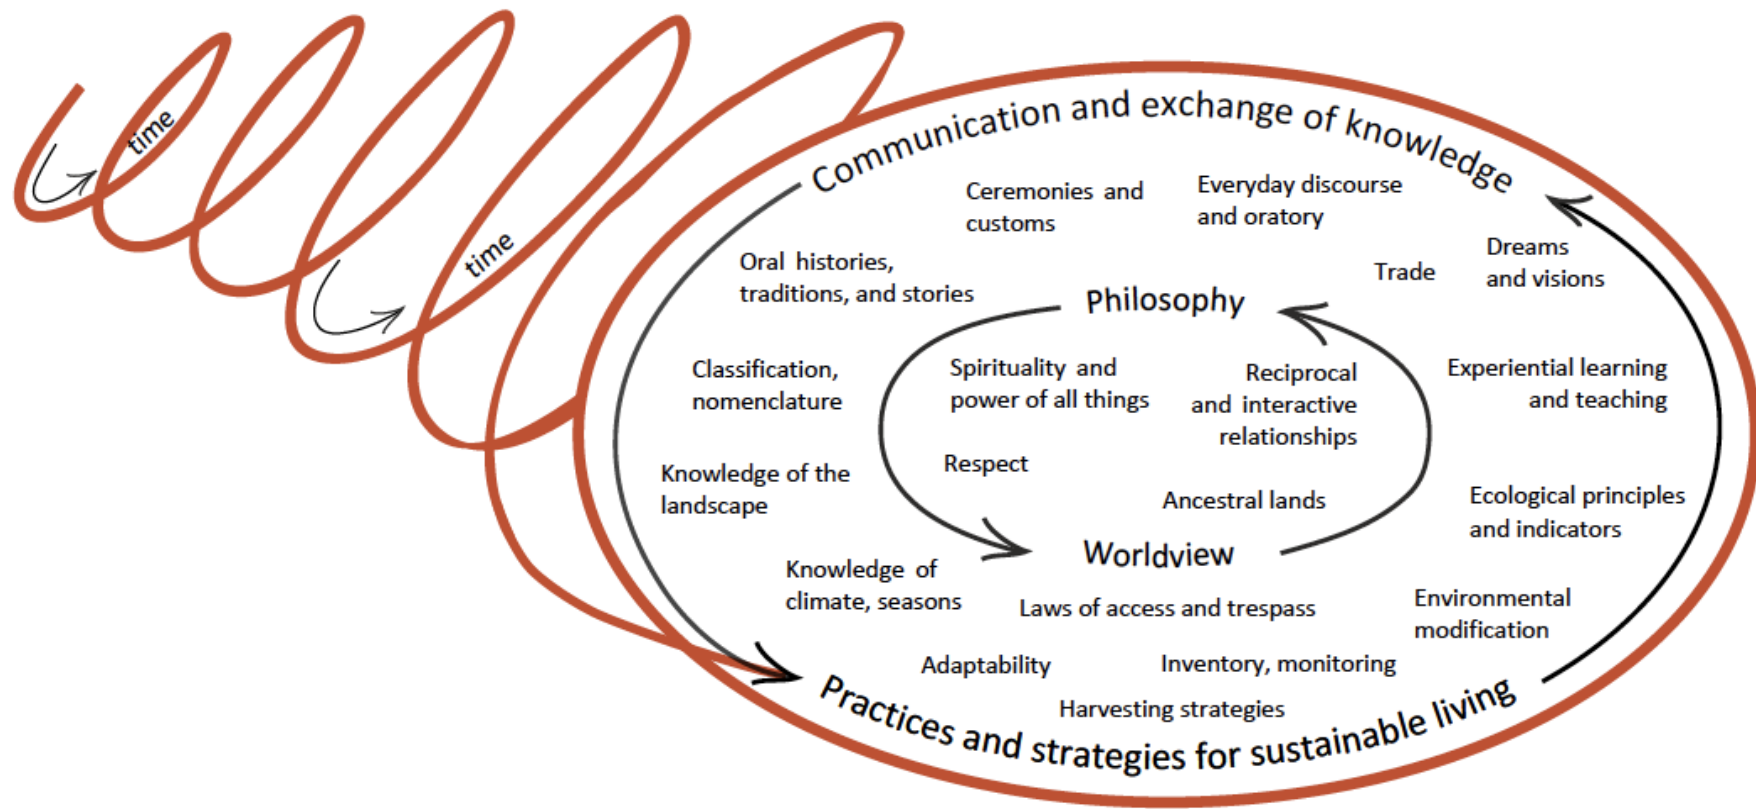 time
time
Communication and exchange of knowledge
Ceremonies and
customs
Everyday discourse
and oratory
Oral histories,
traditions, and stories
Trade
Dreams
and visions
Philosophy
Classification,
nomenclature
Spirituality and
power of all things
Reciprocal
and interactive
relationships
Experiential learning
and teaching
Knowledge of the
landscape
Respect
Ancestral lands
Ecological principles
and indicators
Worldview
Knowledge of
climate, seasons
Laws of access and trespass
Environmental
modification
Adaptability
Inventory, monitoring
Harvesting strategies
Practices and strategies for sustainable living